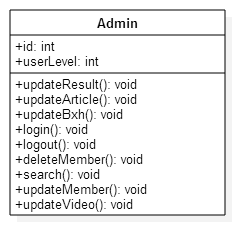 Admin
+id: int
+userLevel: int
+updateResult(): void
+updateArticle(): void
+updateBxh(): void
+login(): void
+logout(): void
+deleteMember(): void
+search(): void
+updateMember(): void
+updateVideo(): void